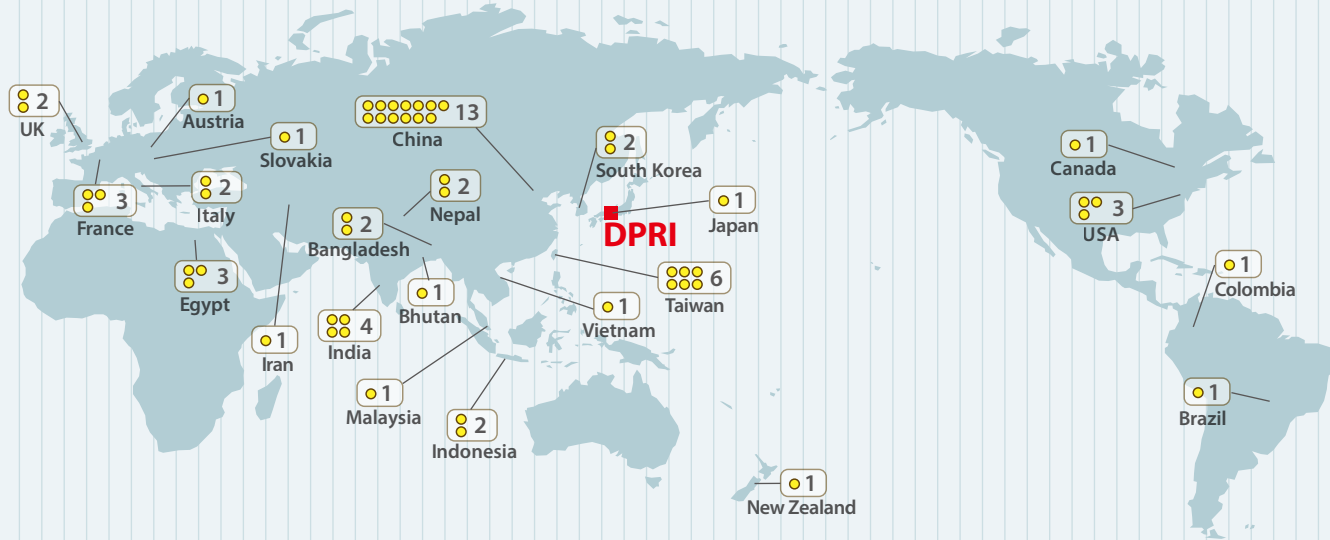 2
UK
1
Austria
1
Slovakia
13
China
2
South Korea
1
Canada
3
France
2
Italy
2
Nepal
1
Japan
3
USA
2
Bangladesh
DPRI
3
Egypt
1
Bhutan
6
Taiwan
1
Colombia
1
Iran
4
India
1
Vietnam
1
Malaysia
2
Indonesia
1
Brazil
1
New Zealand